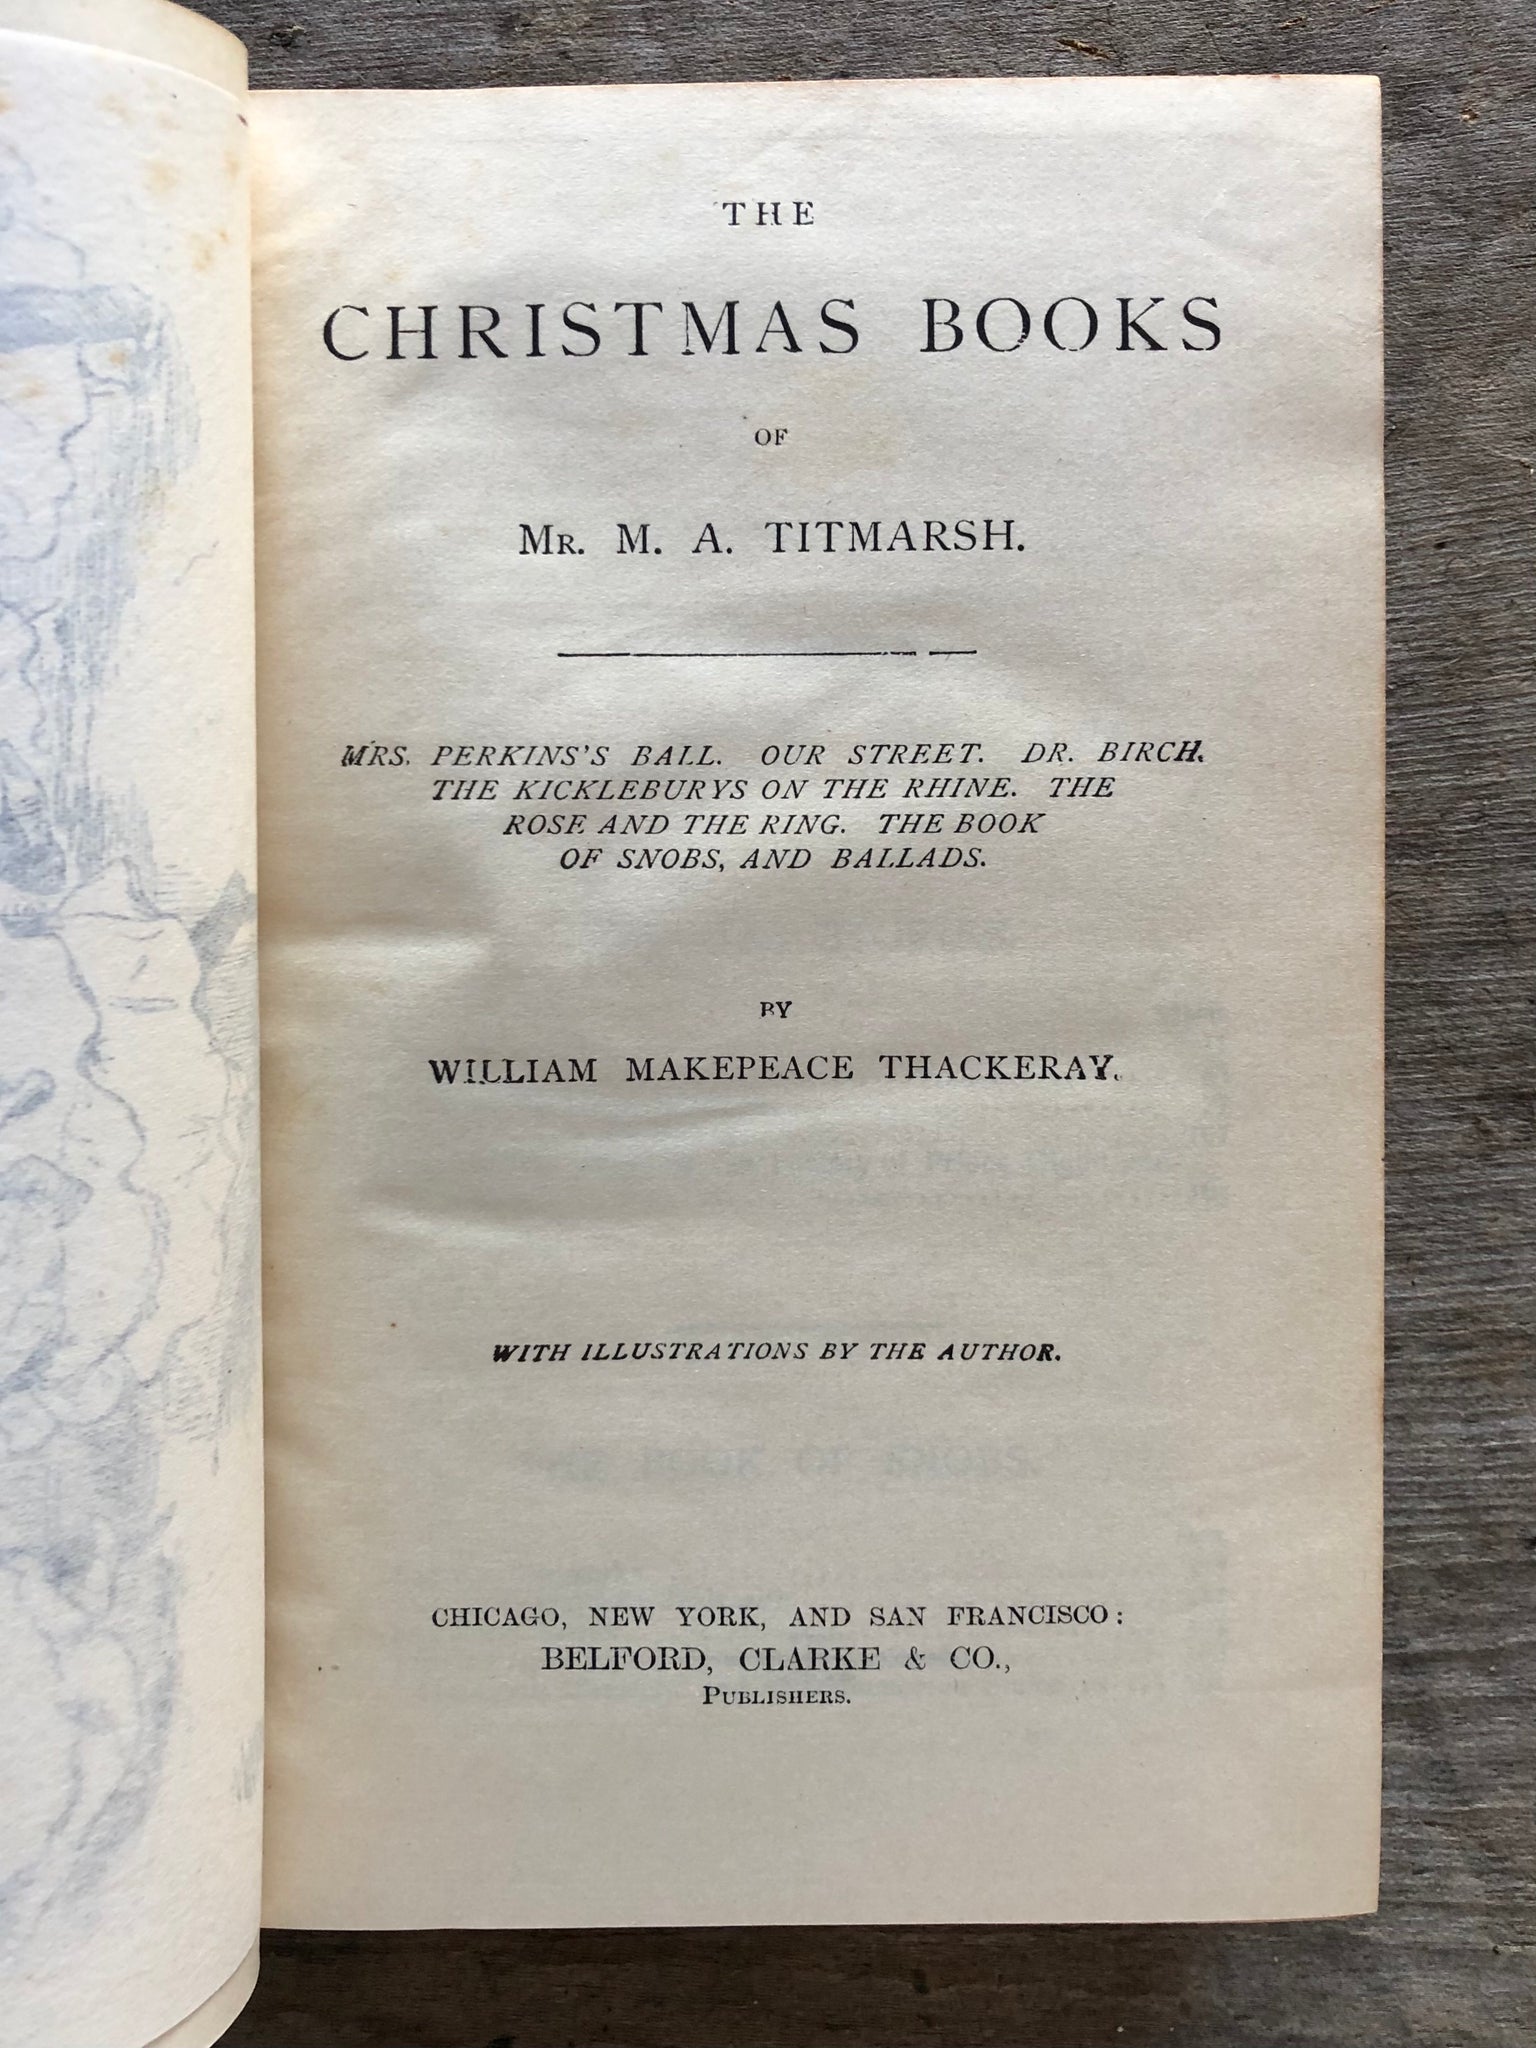 THE
CHRISTMAS BOOKS
OF
MR. M. A. TITMARSH.
MRS. PERKINS'S BALL. OUR STREET. DR. BIRCH.
THE KICKLEBURYS ON THE RHINE. THE
ROSE AND THE RING. THE BOOK
OF SNOBS, AND BALLADS.
BY
WILLIAM MAKEPEACE THACKERAY.
WITH ILLUSTRATIONS BY THE AUTHOR.
CHICAGO, NEW YORK, AND SAN FRANCISCO:
BELFORD, CLARKE & CO.,
PUBLISHERS.